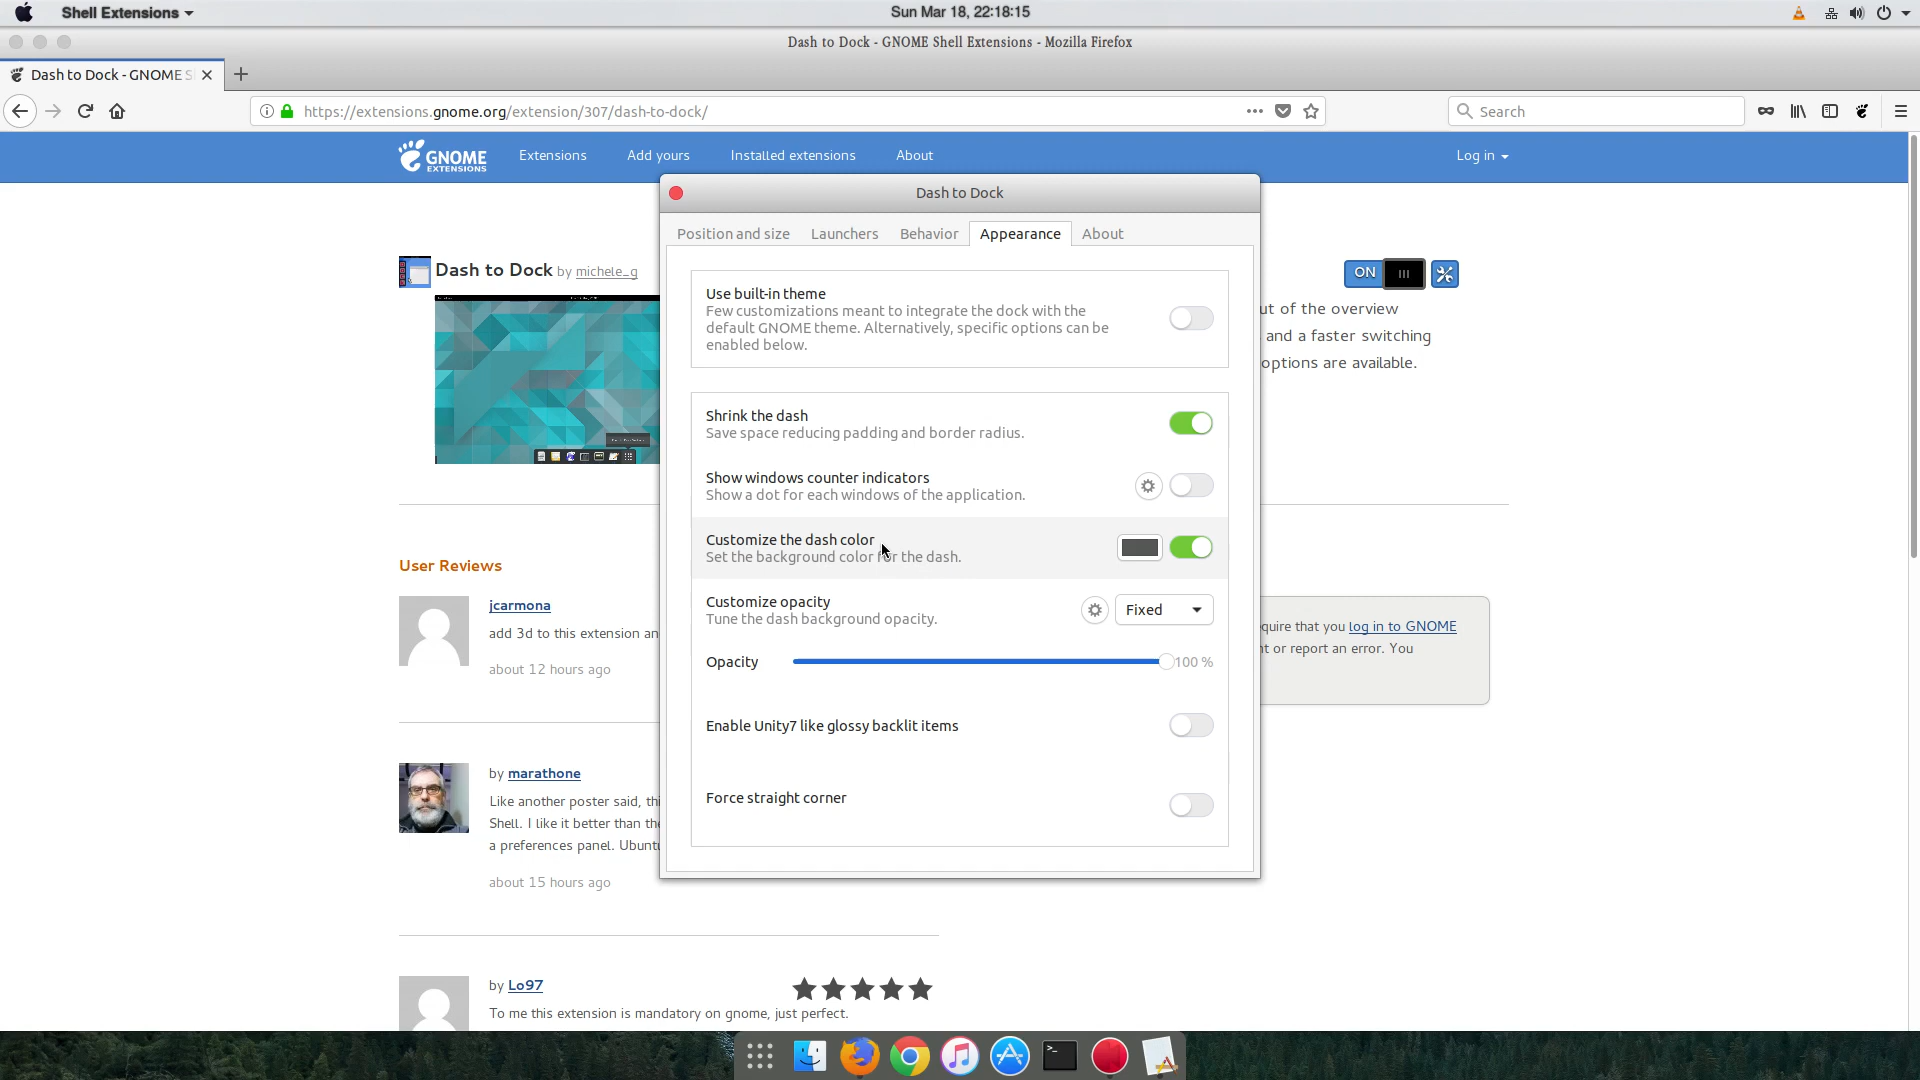 Shell Extensions
Sun Mar 18, 22:18:15
Dash to Dock - GNOME Shell Extensions - Mozilla Firefox
Dash to Dock - GNOME S
https://extensions.gnome.org/extension/307/dash-to-dock/
Search
GNOME
EXTENSIONS
Extensions
Add yours
Installed extensions
About
Log in
Dash to Dock
Position and size
Launchers
Behavior
Appearance
About
Dash to Dock by michele_g
ON
ut of the overview
and a faster switching
options are available.
Use built-in theme
Few customizations meant to integrate the dock with the
default GNOME theme. Alternatively, specific options can be
enabled below.
Shrink the dash
Save space reducing padding and border radius.
Show windows counter indicators
Show a dot for each windows of the application.
Customize the dash color
Set the background color for the dash.
Customize opacity
Tune the dash background opacity.
Fixed
Opacity
100 %
Enable Unity7 like glossy backlit items
Force straight corner
User Reviews
jcarmona
add 3d to this extension an
about 12 hours ago
quire that you log in to GNOME
nt or report an error. You
by marathone
Like another poster said, thi
Shell. I like it better than the
a preferences panel. Ubuntu
about 15 hours ago
by Lo97
To me this extension is mandatory on gnome, just perfect.